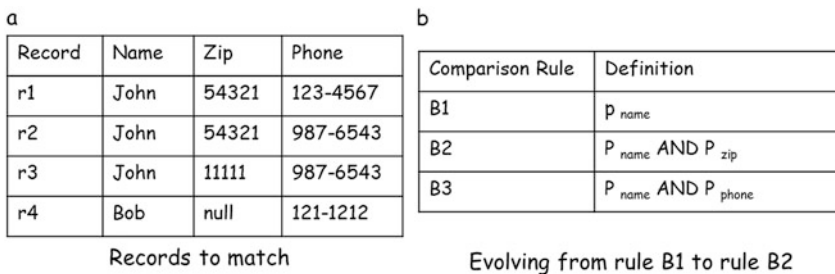 a
Record Name Zip Phone
r1 John 54321 123-4567
r2 John 54321 987-6543
r3 John 11111 987-6543
r4 Bob null 121-1212
Records to match
b
Comparison Rule Definition
B1 p name
B2 P name AND P zip
B3 P name AND P phone
Evolving from rule B1 to rule B2